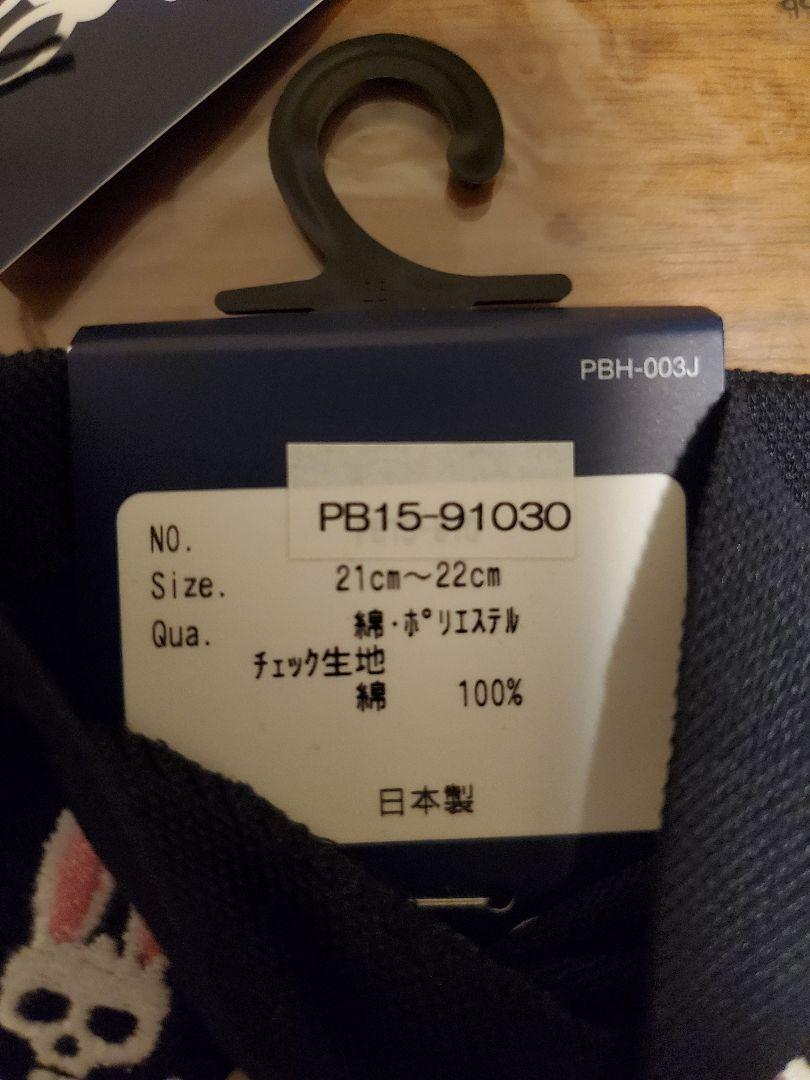 PBH-003J
NO. PB15-91030
Size. 21cm～22cm
Qua. 綿・ポリエステル
チェック生地
綿 100%
日本製